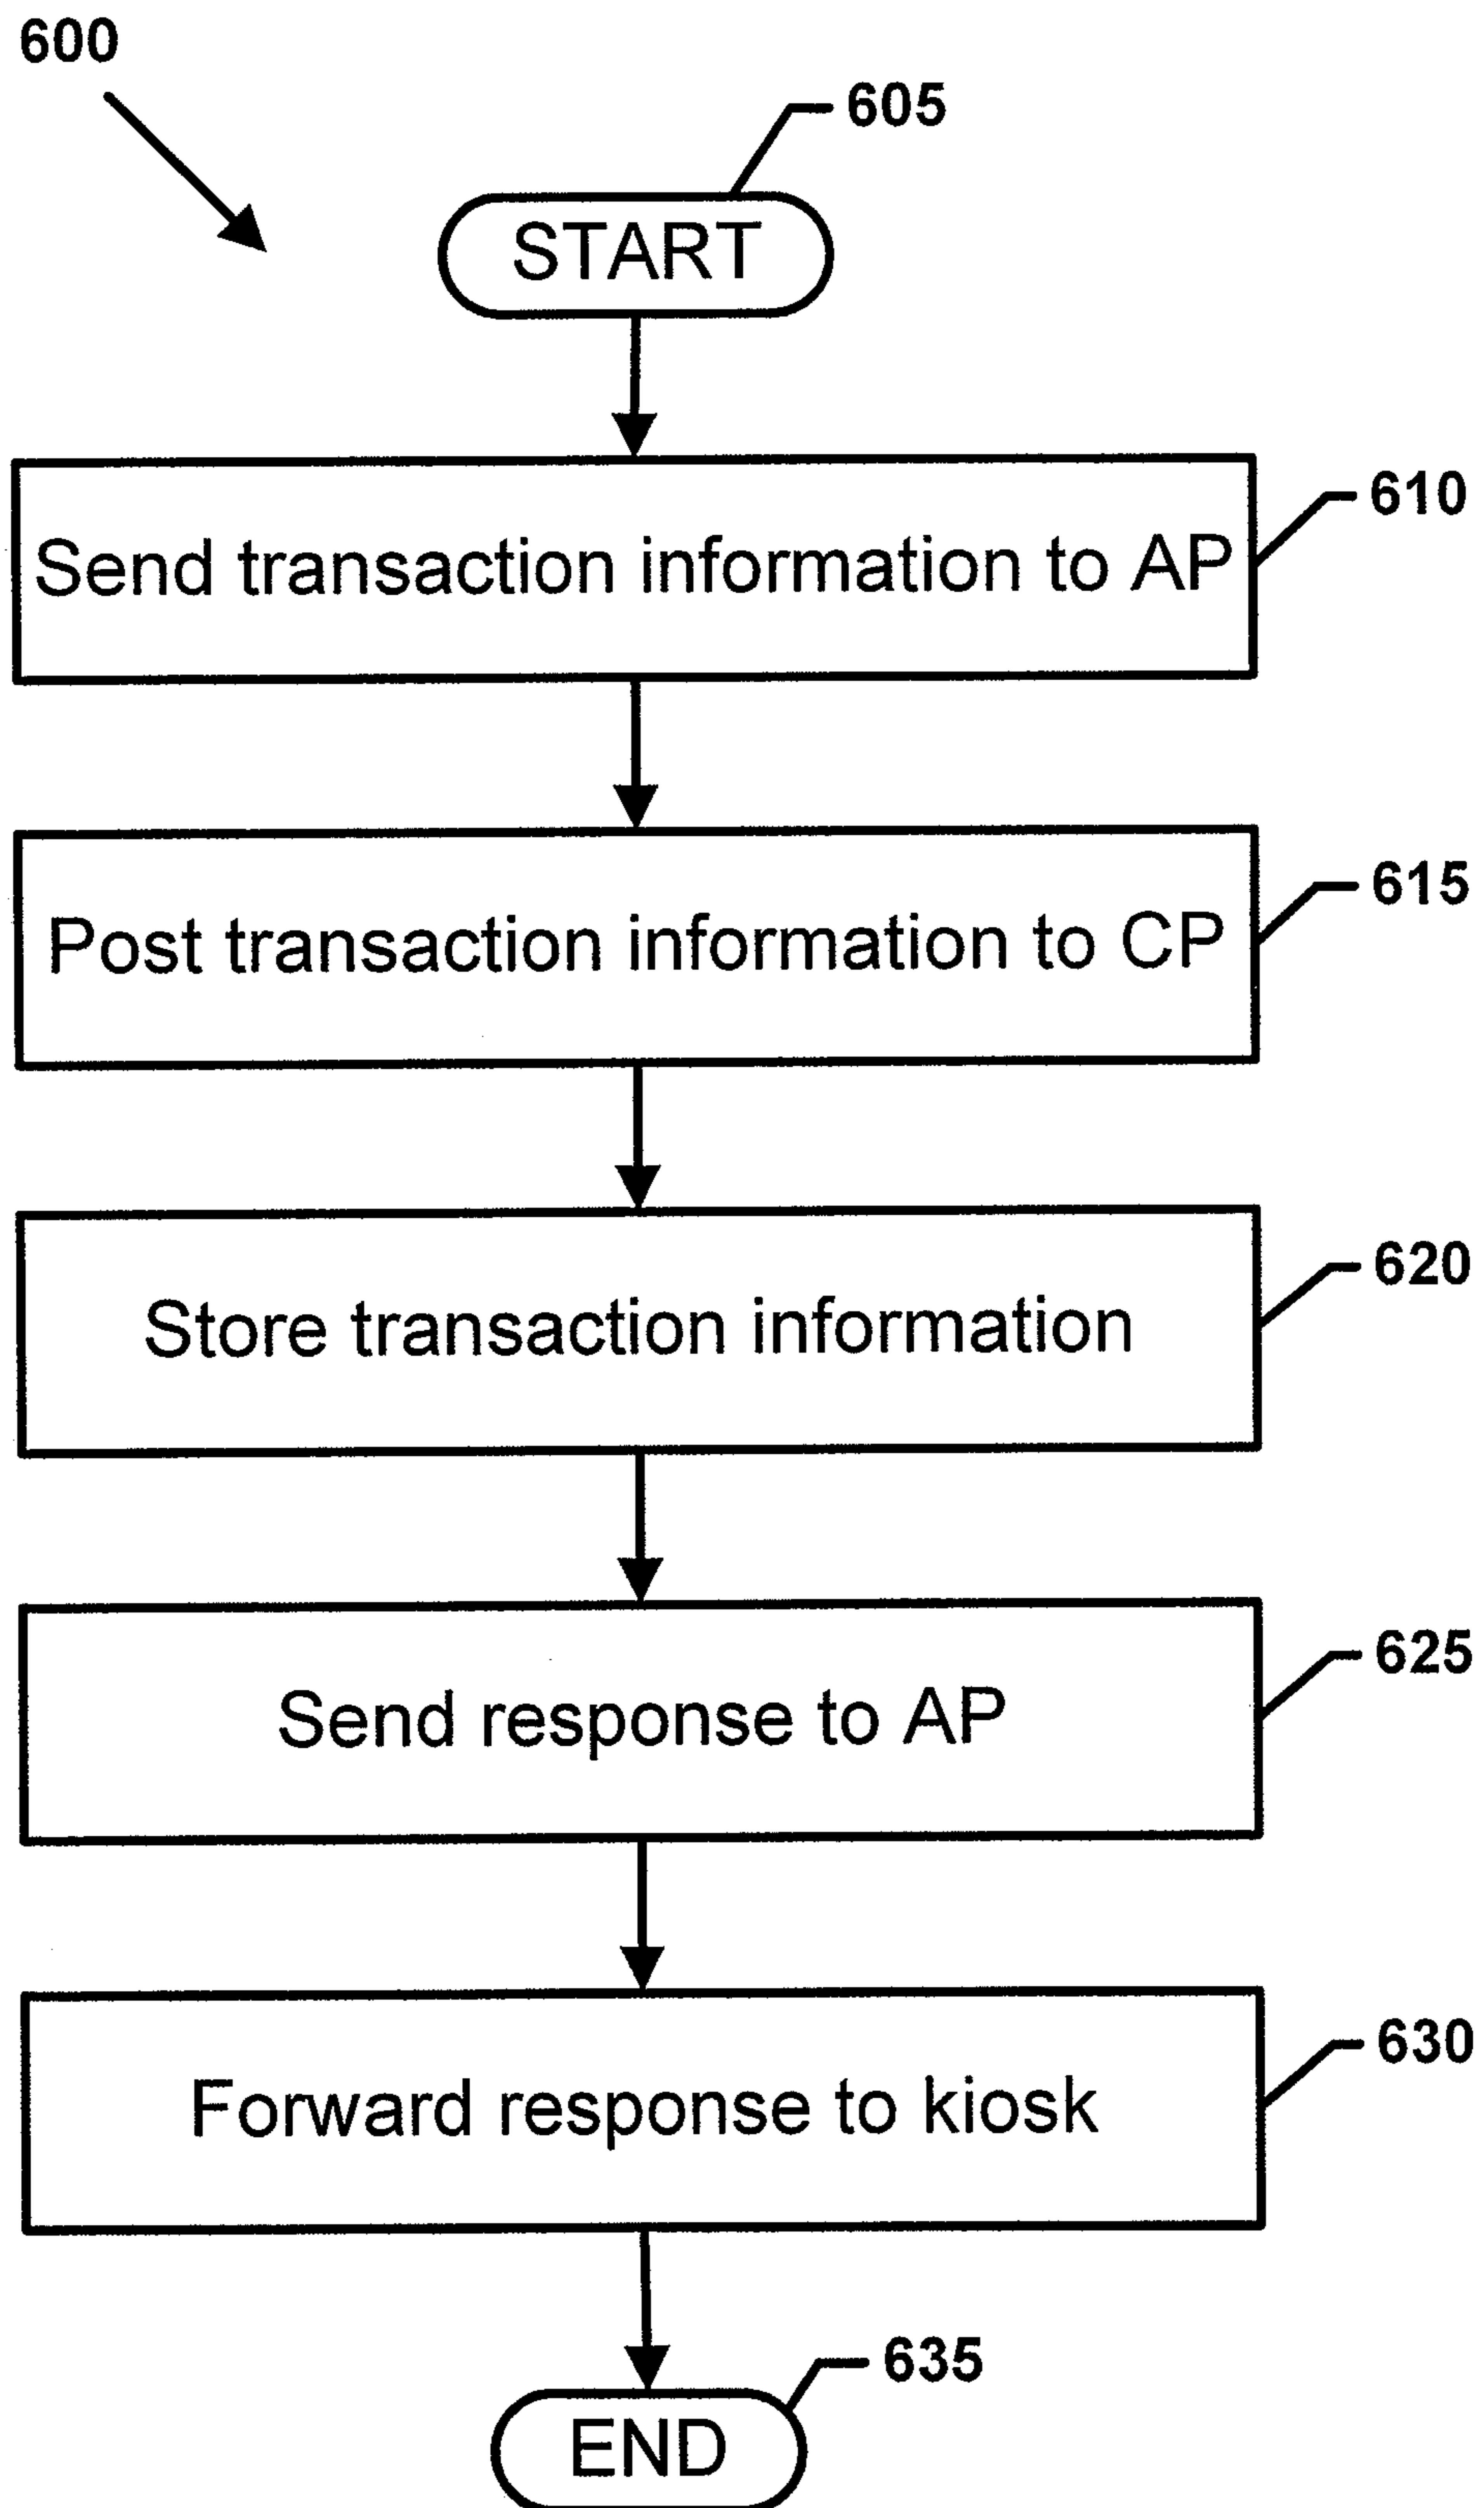 600
605
START
610
Send transaction information to AP
615
Post transaction information to CP
620
Store transaction information
625
Send response to AP
630
Forward response to kiosk
635
END